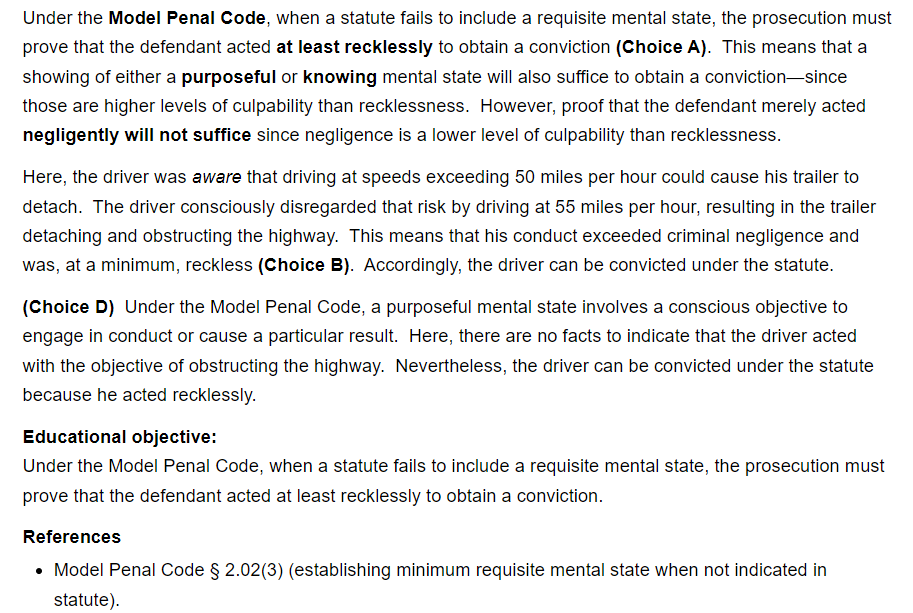 Under the Model Penal Code, when a statute fails to include a requisite mental state, the prosecution must
prove that the defendant acted at least recklessly to obtain a conviction (Choice A).  This means that a
showing of either a purposeful or knowing mental state will also suffice to obtain a conviction—since
those are higher levels of culpability than recklessness.  However, proof that the defendant merely acted
negligently will not suffice since negligence is a lower level of culpability than recklessness.
Here, the driver was aware that driving at speeds exceeding 50 miles per hour could cause his trailer to
detach.  The driver consciously disregarded that risk by driving at 55 miles per hour, resulting in the trailer
detaching and obstructing the highway.  This means that his conduct exceeded criminal negligence and
was, at a minimum, reckless (Choice B).  Accordingly, the driver can be convicted under the statute.
(Choice D)  Under the Model Penal Code, a purposeful mental state involves a conscious objective to
engage in conduct or cause a particular result.  Here, there are no facts to indicate that the driver acted
with the objective of obstructing the highway.  Nevertheless, the driver can be convicted under the statute
because he acted recklessly.
Educational objective:
Under the Model Penal Code, when a statute fails to include a requisite mental state, the prosecution must
prove that the defendant acted at least recklessly to obtain a conviction.
References
• Model Penal Code § 2.02(3) (establishing minimum requisite mental state when not indicated in
statute).